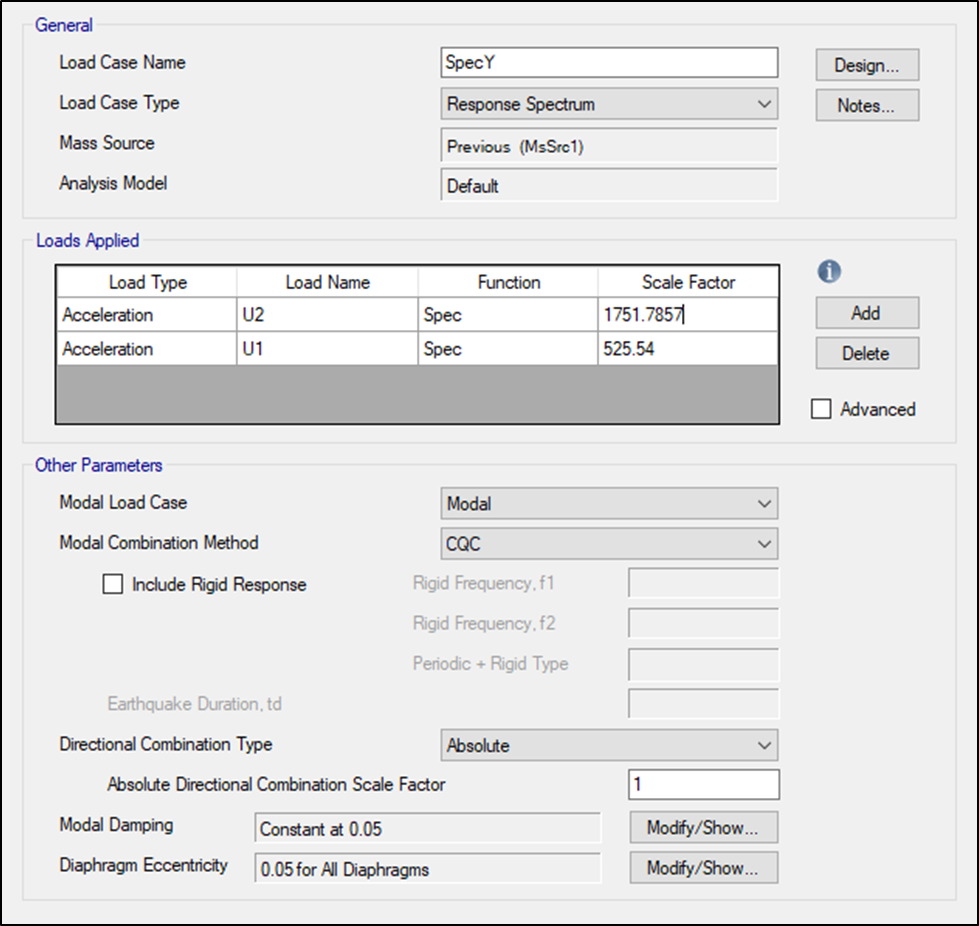 General
Load Case Name SpecY Design...
Load Case Type Response Spectrum Notes...
Mass Source Previous (MsSrc1)
Analysis Model Default
Loads Applied
Load Type Load Name Function Scale Factor
Acceleration U2 Spec 1751.7857 Add
Acceleration U1 Spec 525.54 Delete
Advanced
Other Parameters
Modal Load Case Modal
Modal Combination Method CQC
Include Rigid Response Rigid Frequency, f1
Rigid Frequency, f2
Periodic + Rigid Type
Earthquake Duration, td
Directional Combination Type Absolute
Absolute Directional Combination Scale Factor 1
Modal Damping Constant at 0.05 Modify/Show...
Diaphragm Eccentricity 0.05 for All Diaphragms Modify/Show...